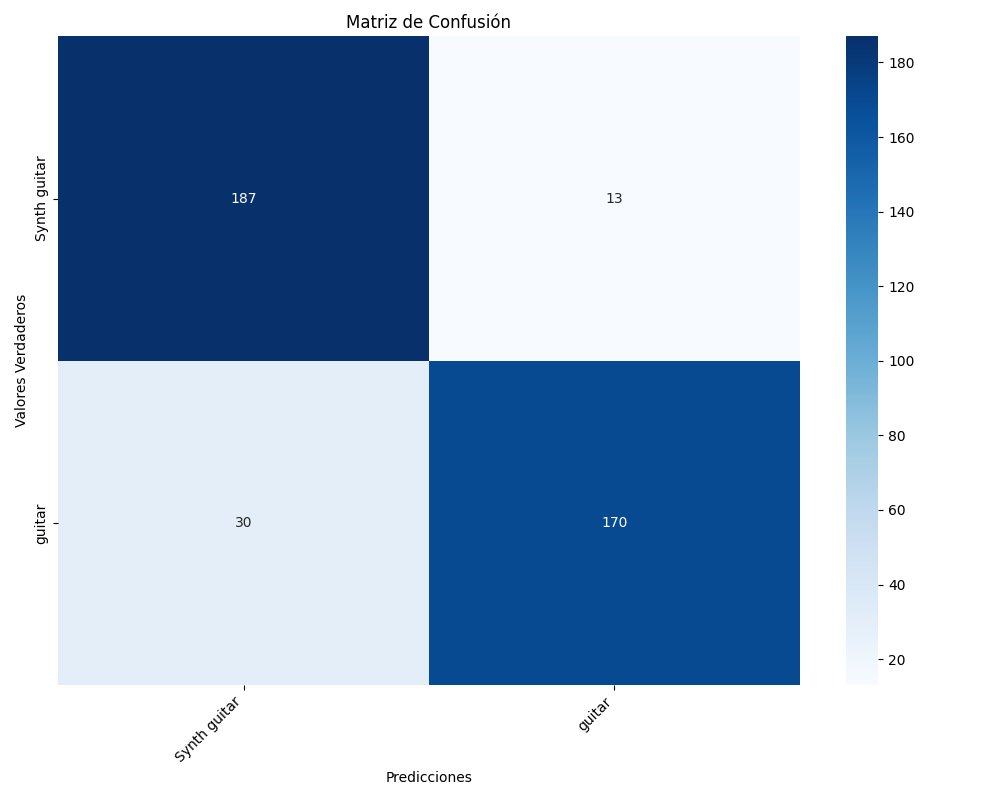 Matriz de Confusión
Valores Verdaderos
Synth guitar
guitar
187
13
30
170
Synth guitar
guitar
Predicciones
180
160
140
120
100
80
60
40
20